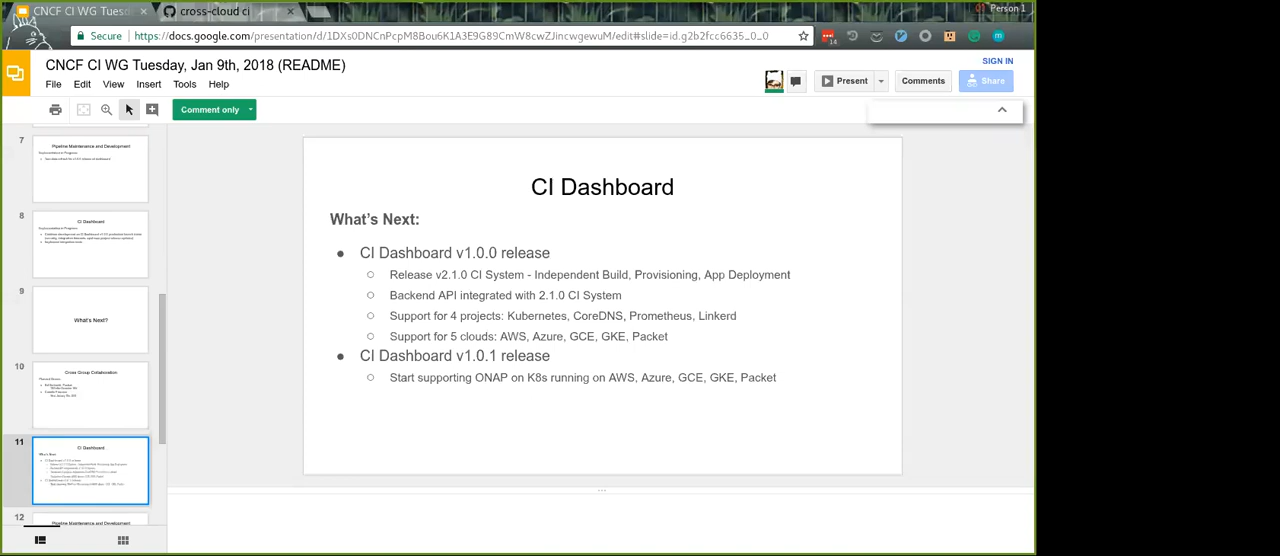 CNCF CI WG Tuesd
cross-cloud ci
Person 1
Secure
https://docs.google.com/presentation/d/1DXs0DNCnPcpM8Bou6K1A3E9G89CmW8cwZJincwgewuM/edit#slide=id.g2b2fcc6635_0_0
14
CNCF CI WG Tuesday, Jan 9th, 2018 (README)
SIGN IN
File Edit View Insert Tools Help
Present
Comments
Share
Comment only
7
Pipeline Maintenance and Development
8
CI Dashboard
9
What's Next?
10
Cross Group Collaboration
11
CI Dashboard
What's Next:
12
Pipeline Maintenance and Development
CI Dashboard
What's Next:
● CI Dashboard v1.0.0 release
○ Release v2.1.0 CI System - Independent Build, Provisioning, App Deployment
○ Backend API integrated with 2.1.0 CI System
○ Support for 4 projects: Kubernetes, CoreDNS, Prometheus, Linkerd
○ Support for 5 clouds: AWS, Azure, GCE, GKE, Packet
● CI Dashboard v1.0.1 release
○ Start supporting ONAP on K8s running on AWS, Azure, GCE, GKE, Packet